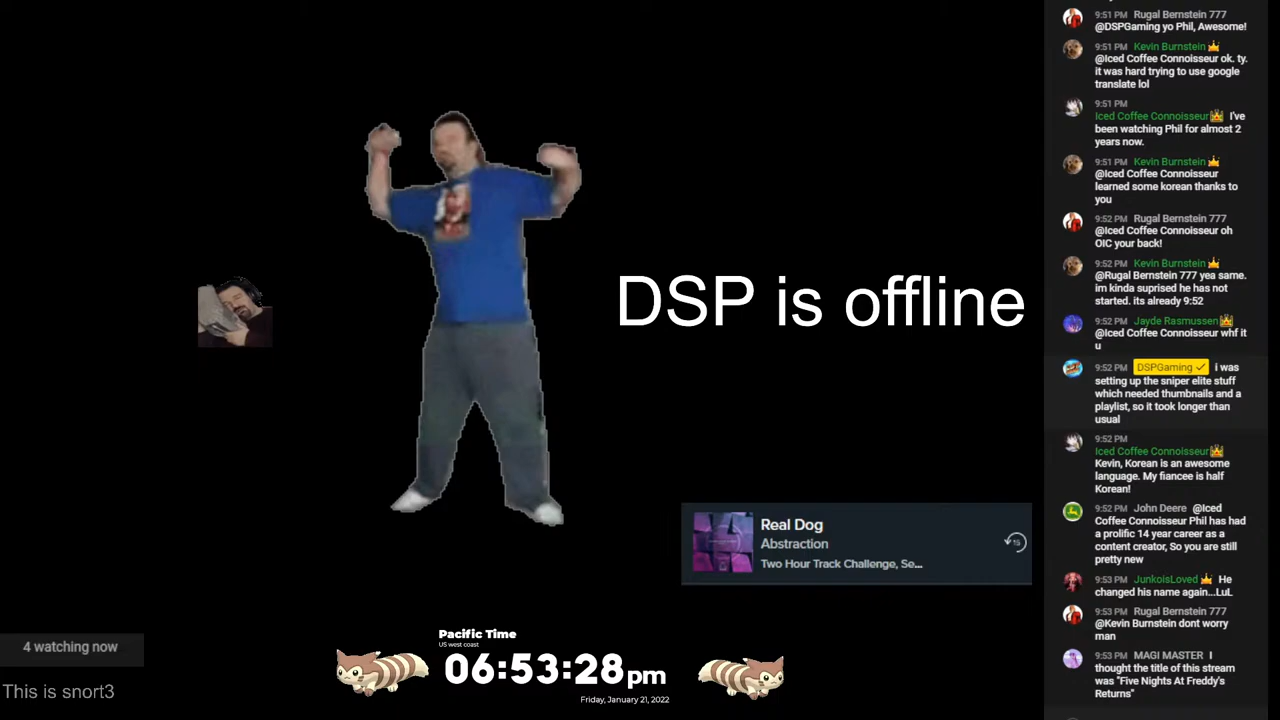 9:51 PM Rugal Bernstein 777
@DSPGaming yo Phil, Awesome!
9:51 PM Kevin Burnstein
@Iced Coffee Connoisseur ok. ty.
it was hard trying to use google
translate lol
9:51 PM
Iced Coffee Connoisseur I've
been watching Phil for almost 2
years now.
9:51 PM Kevin Burnstein
@Iced Coffee Connoisseur
learned some korean thanks to
you
9:52 PM Rugal Bernstein 777
@Iced Coffee Connoisseur oh
OIC your back!
9:52 PM Kevin Burnstein
@Rugal Bernstein 777 yea same.
im kinda suprised he has not
started. its already 9:52
9:52 PM Jayde Rasmussen
@Iced Coffee Connoisseur whf it
u
9:52 PM DSPGaming i was
setting up the sniper elite stuff
which needed thumbnails and a
playlist, so it took longer than
usual
9:52 PM
Iced Coffee Connoisseur
Kevin, Korean is an awesome
language. My fiancee is half
Korean!
9:52 PM John Deere @Iced
Coffee Connoisseur Phil has had
a prolific 14 year career as a
content creator, So you are still
pretty new
9:53 PM JunkoisLoved He
changed his name again...LuL
9:53 PM Rugal Bernstein 777
@Kevin Burnstein dont worry
man
9:53 PM MAGI MASTER I
thought the title of this stream
was "Five Nights At Freddy's
Returns"
DSP is offline
Real Dog
Abstraction
Two Hour Track Challenge, Se...
15
Pacific Time
US west coast
06:53:28pm
Friday, January 21, 2022
4 watching now
This is snort3